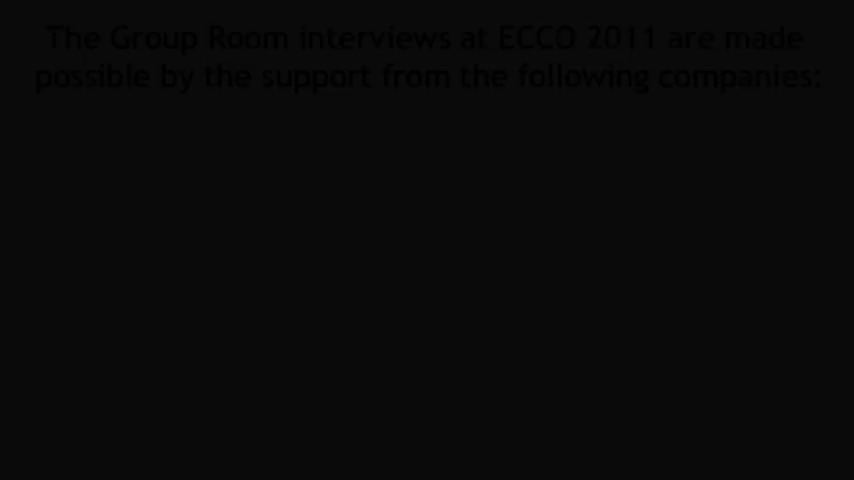 The Group Room interviews at ECCO 2011 are made
possible by the support from the following companies: